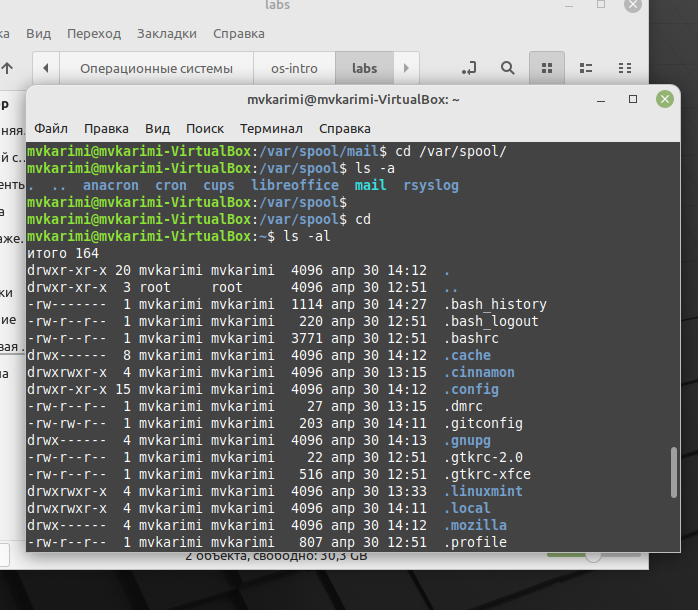 labs
ка Вид Переход Закладки Справка
Операционные системы os-intro labs
mvkarimi@mvkarimi-VirtualBox: ~
Файл Правка Вид Поиск Терминал Справка
mvkarimi@mvkarimi-VirtualBox:/var/spool/mail$ cd /var/spool/
mvkarimi@mvkarimi-VirtualBox:/var/spool$ ls -a
. .. anacron cron cups libreoffice mail rsyslog
mvkarimi@mvkarimi-VirtualBox:/var/spool$
mvkarimi@mvkarimi-VirtualBox:/var/spool$ cd
mvkarimi@mvkarimi-VirtualBox:~$ ls -al
итого 164
drwxr-xr-x 20 mvkarimi mvkarimi 4096 апр 30 14:12 .
drwxr-xr-x 3 root root 4096 апр 30 12:51 ..
-rw------- 1 mvkarimi mvkarimi 1114 апр 30 14:27 .bash_history
-rw-r--r-- 1 mvkarimi mvkarimi 220 апр 30 12:51 .bash_logout
-rw-r--r-- 1 mvkarimi mvkarimi 3771 апр 30 12:51 .bashrc
drwx------ 8 mvkarimi mvkarimi 4096 апр 30 14:12 .cache
drwxrwxr-x 4 mvkarimi mvkarimi 4096 апр 30 13:15 .cinnamon
drwxr-xr-x 15 mvkarimi mvkarimi 4096 апр 30 14:12 .config
-rw-r--r-- 1 mvkarimi mvkarimi 27 апр 30 13:15 .dmrc
-rw-rw-r-- 1 mvkarimi mvkarimi 203 апр 30 14:11 .gitconfig
drwx------ 4 mvkarimi mvkarimi 4096 апр 30 14:13 .gnupg
-rw-r--r-- 1 mvkarimi mvkarimi 22 апр 30 12:51 .gtkrc-2.0
-rw-r--r-- 1 mvkarimi mvkarimi 516 апр 30 12:51 .gtkrc-xfce
drwxrwxr-x 4 mvkarimi mvkarimi 4096 апр 30 13:33 .linuxmint
drwxrwxr-x 4 mvkarimi mvkarimi 4096 апр 30 14:11 .local
drwx------ 4 mvkarimi mvkarimi 4096 апр 30 14:12 .mozilla
-rw-r--r-- 1 mvkarimi mvkarimi 807 апр 30 12:51 .profile
2 объекта, свободно: 30,3 GB